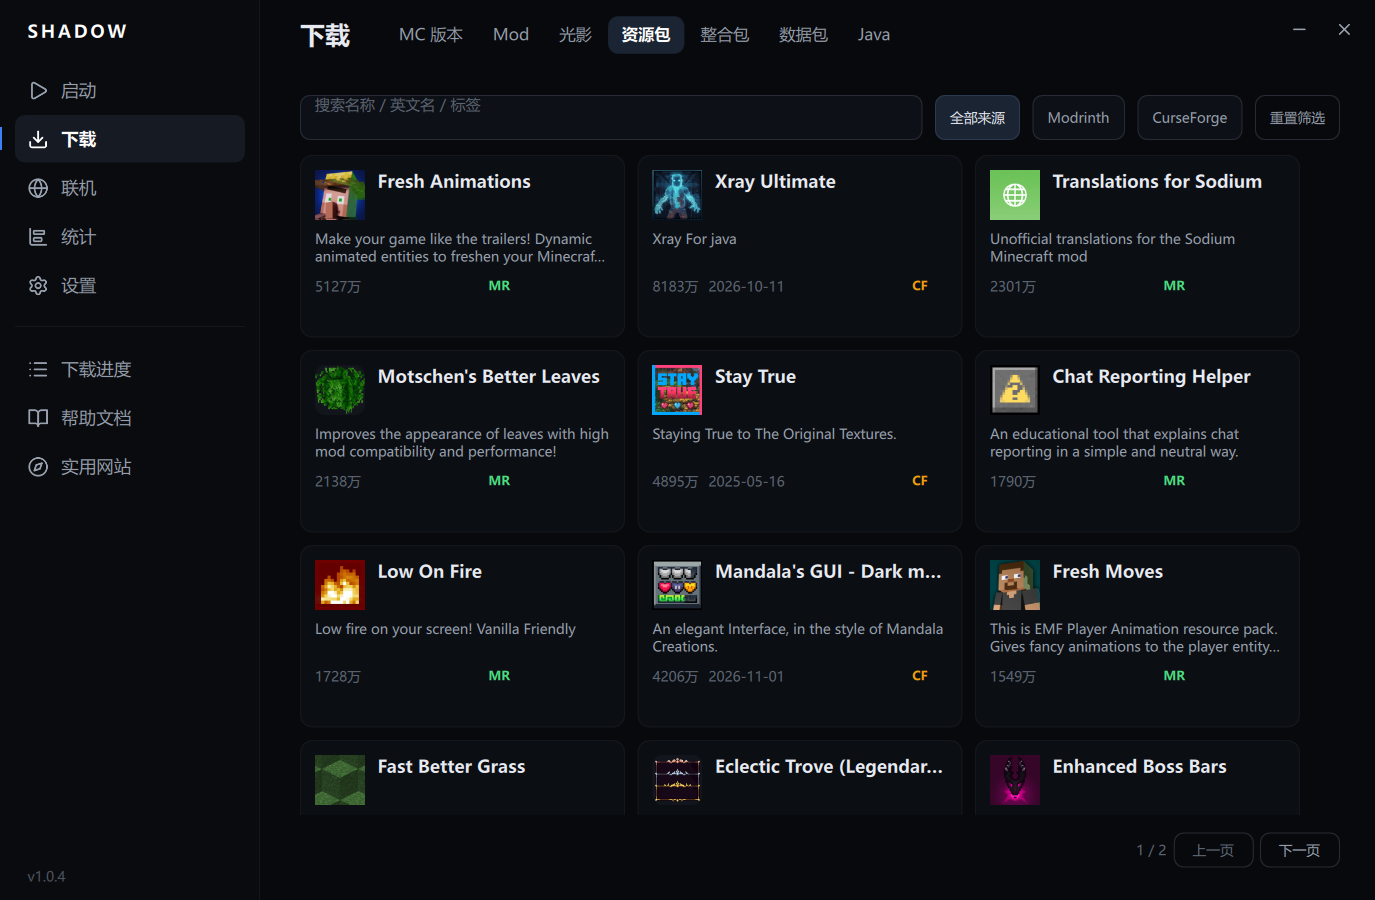 SHADOW
启动
下载
联机
统计
设置
下载进度
帮助文档
实用网站
v1.0.4
下载
MC 版本
Mod
光影
资源包
整合包
数据包
Java
搜索名称 / 英文名 / 标签
全部来源
Modrinth
CurseForge
重置筛选
Fresh Animations
Make your game like the trailers! Dynamic
animated entities to freshen your Minecraf...
5127万
MR
Xray Ultimate
Xray For java
8183万 2026-10-11
CF
Translations for Sodium
Unofficial translations for the Sodium
Minecraft mod
2301万
MR
Motschen's Better Leaves
Improves the appearance of leaves with high
mod compatibility and performance!
2138万
MR
STAY
TRUE
Stay True
Staying True to The Original Textures.
4895万 2025-05-16
CF
Chat Reporting Helper
An educational tool that explains chat
reporting in a simple and neutral way.
1790万
MR
Low On Fire
Low fire on your screen! Vanilla Friendly
1728万
MR
Mandala's GUI - Dark m...
An elegant Interface, in the style of Mandala
Creations.
4206万 2026-11-01
CF
Fresh Moves
This is EMF Player Animation resource pack.
Gives fancy animations to the player entity...
1549万
MR
Fast Better Grass
Eclectic Trove (Legendar...
Enhanced Boss Bars
1 / 2
上一页
下一页